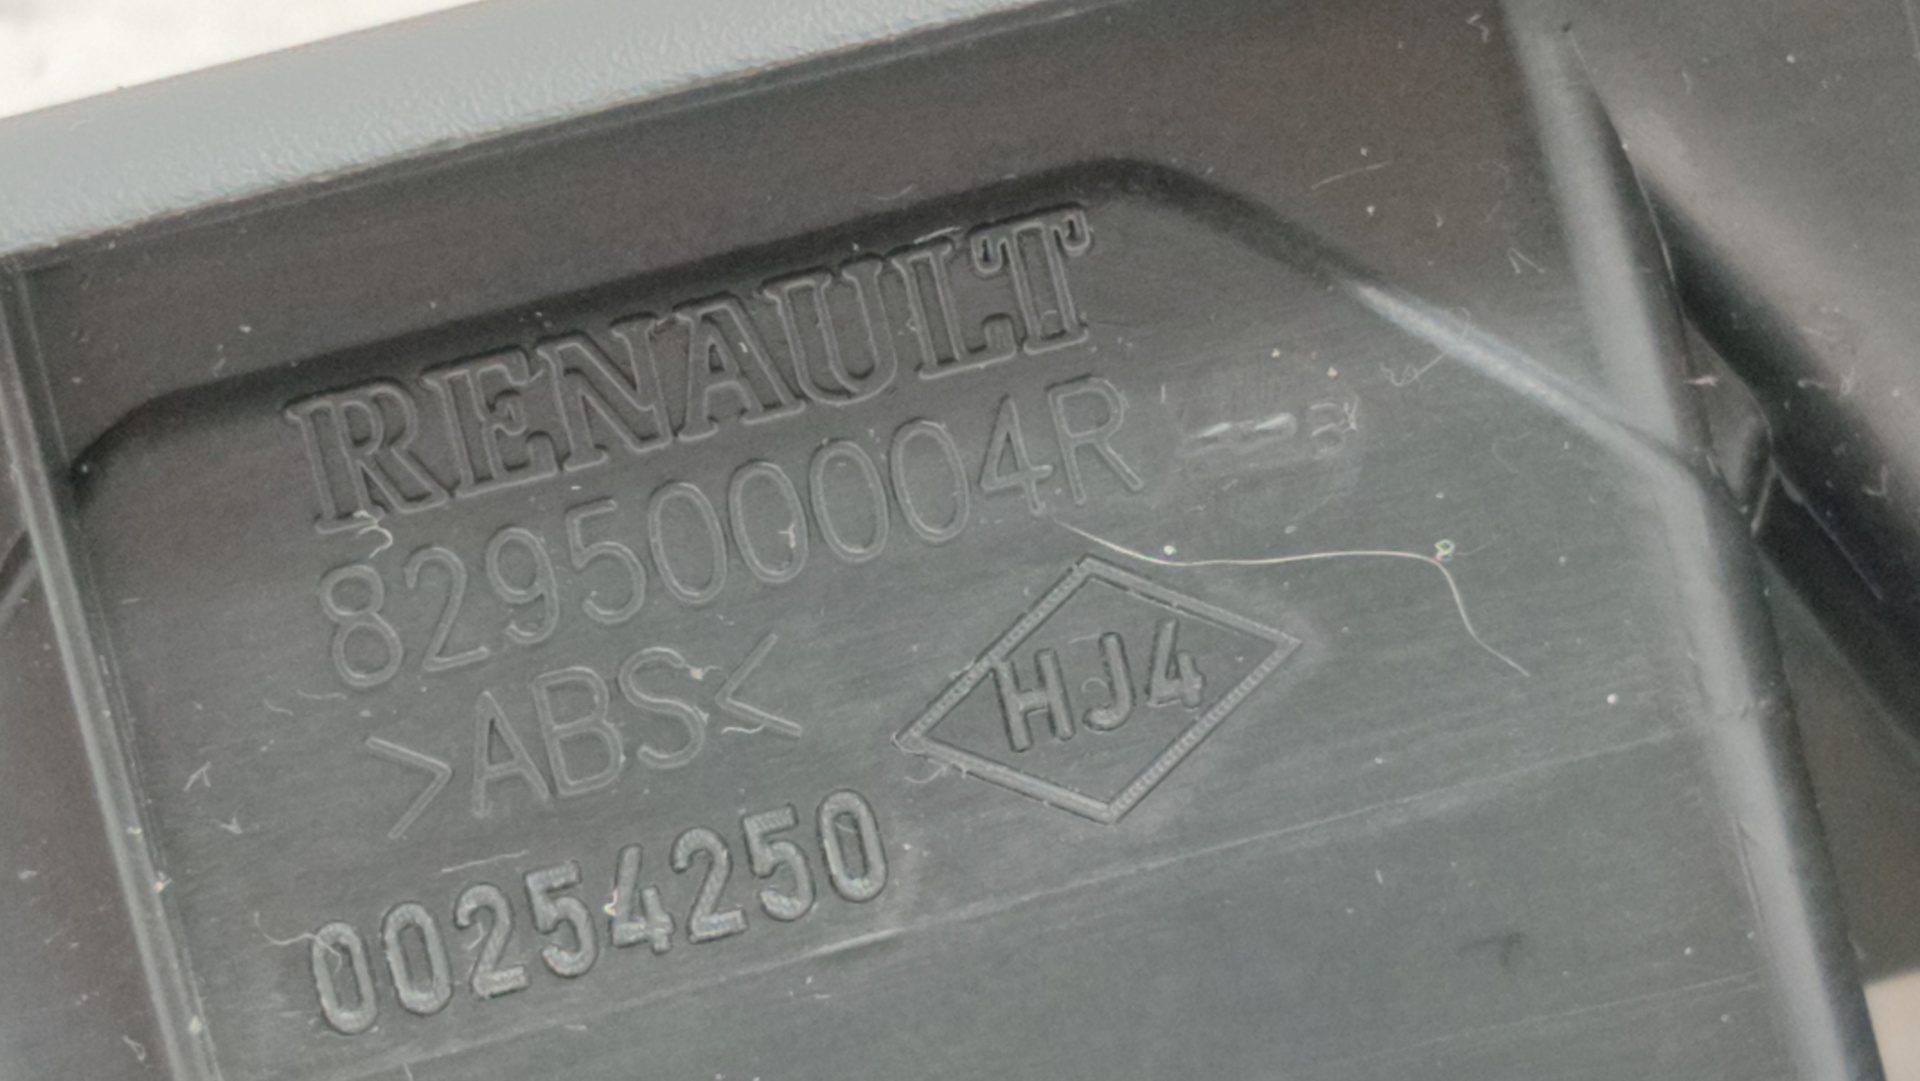 RENAULT
829500004R
>ABS<
HJ4
00254250